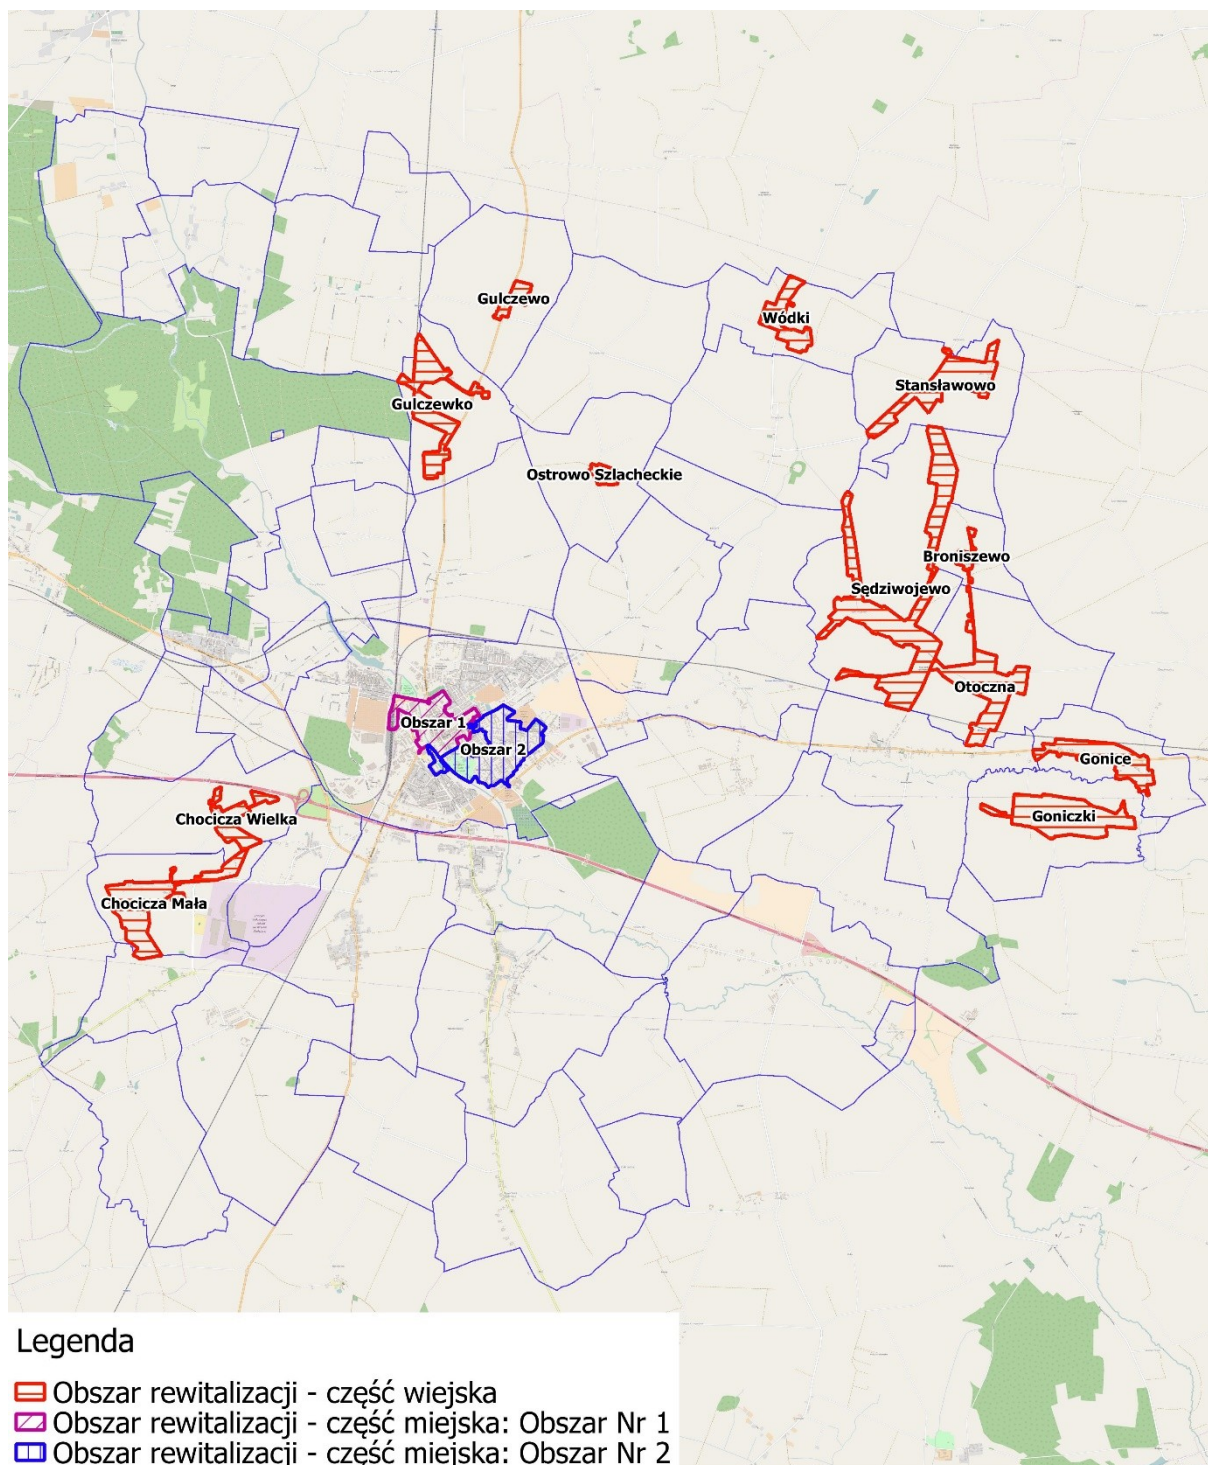 Gulczewo
Wódki
Stansławowo
Gulczewko
Ostrowo Szlacheckie
Broniszewo
Sędziwojewo
Otoczna
Obszar 1
Obszar 2
Gonice
Goniczki
Chocicza Wielka
Chocicza Mała
Legenda
Obszar rewitalizacji - część wiejska
Obszar rewitalizacji - część miejska: Obszar Nr 1
Obszar rewitalizacji - część miejska: Obszar Nr 2